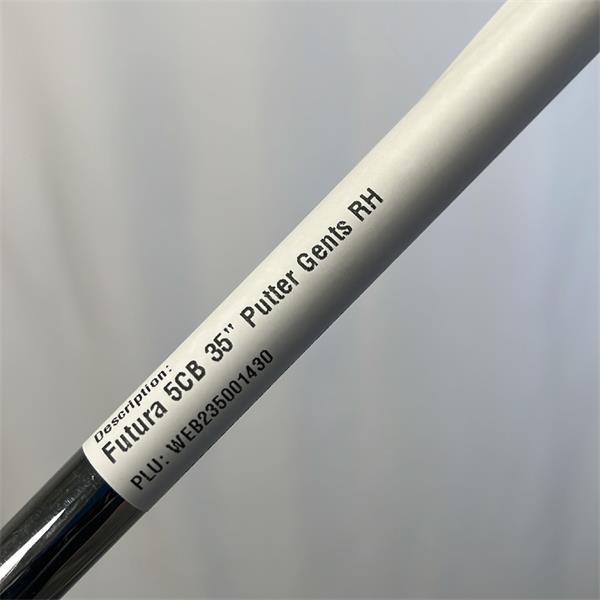 Description:
Futura 5CB 35" Putter Gents RH
PLU: WEB235001430